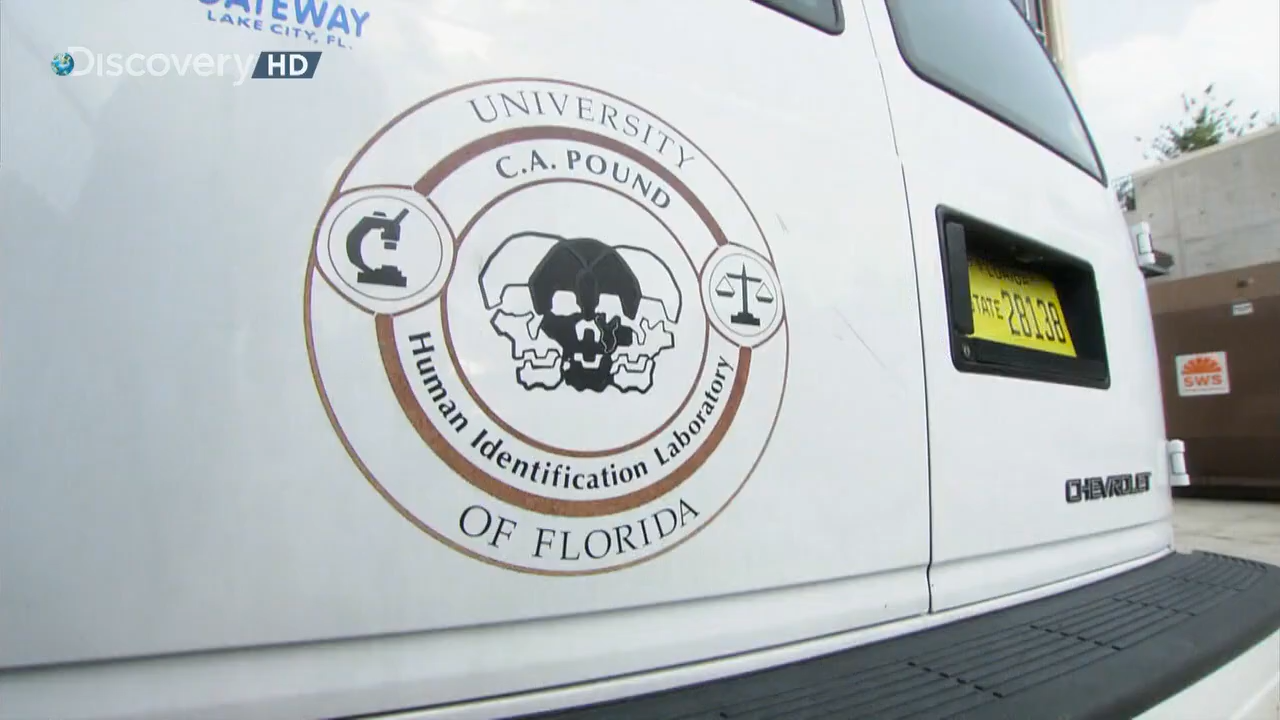 GATEWAY
LAKE CITY, FL.
Discovery HD
UNIVERSITY
C.A. POUND
Human Identification Laboratory
OF FLORIDA
FLORIDA
STATE 28138
SWS
CHEVROLET